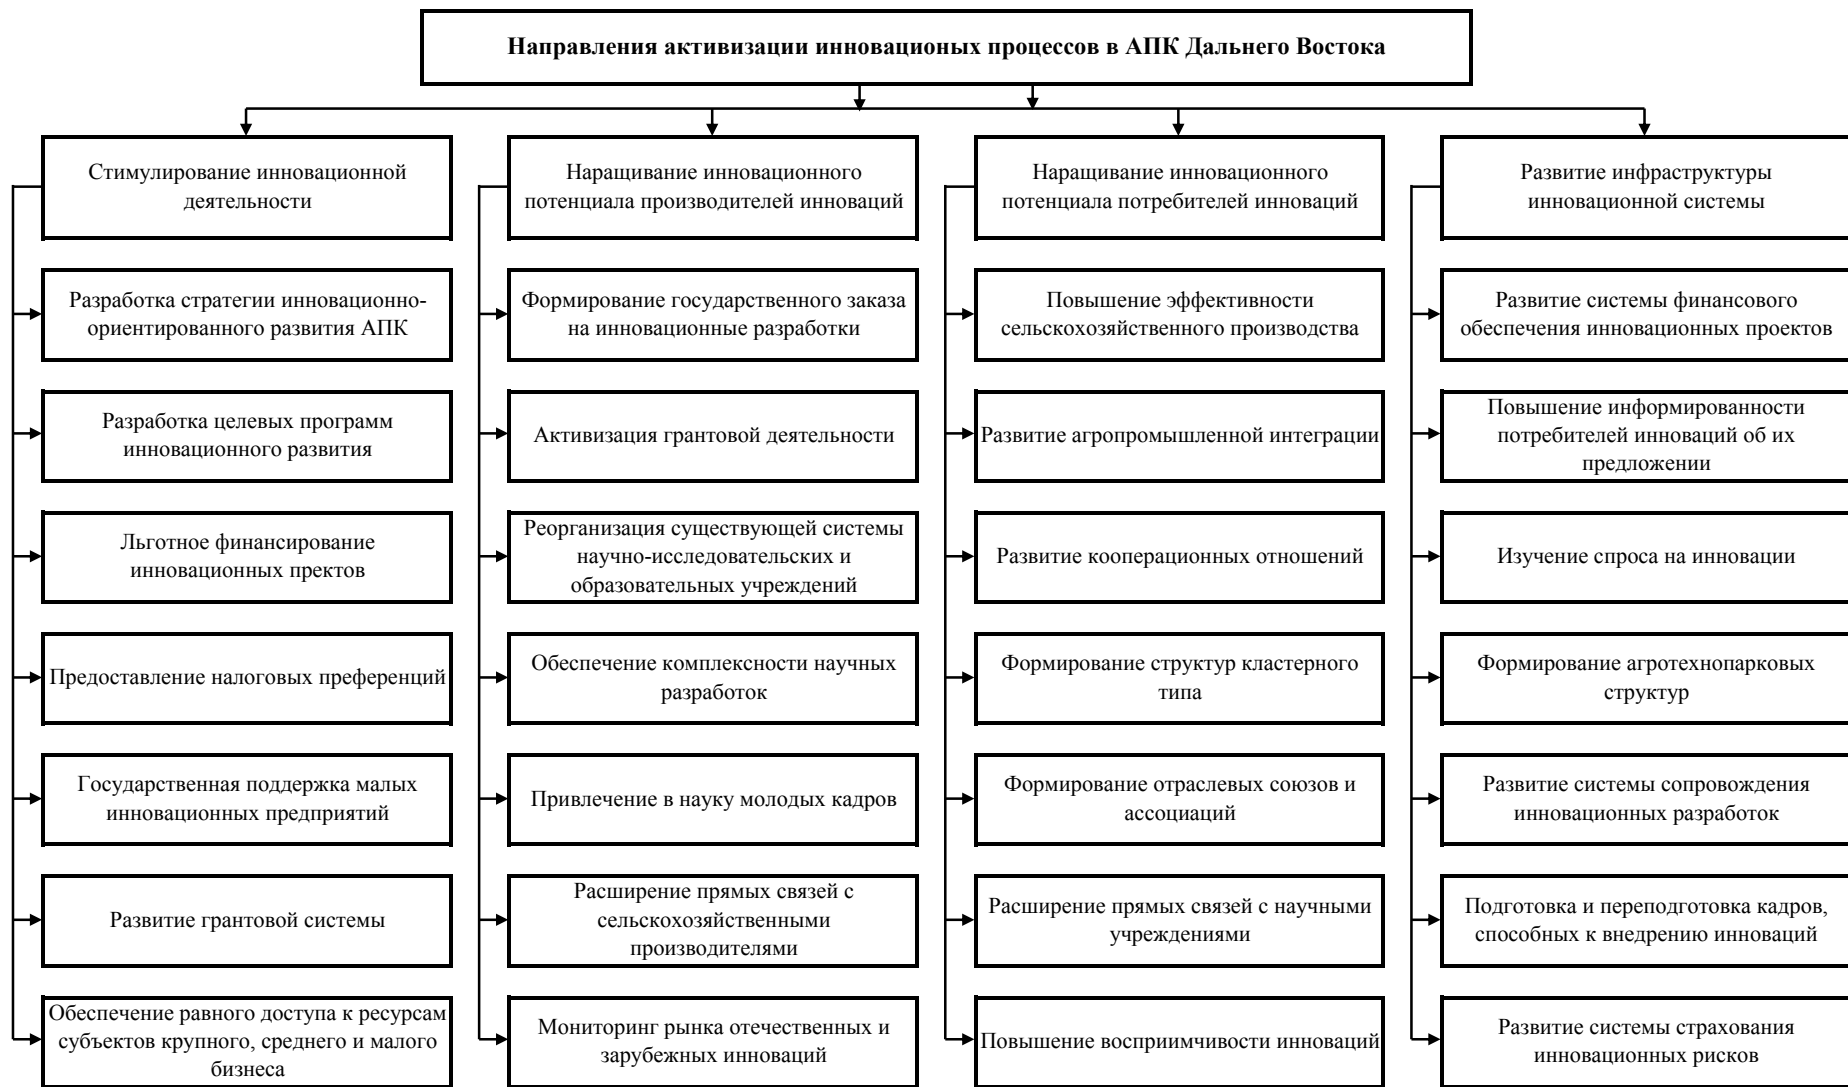 Направления активизации инновационых процессов в АПК Дальнего Востока
Стимулирование инновационной
деятельности
Разработка стратегии инновационно-
ориентированного развития АПК
Разработка целевых программ
инновационного развития
Льготное финансирование
инновационных пректов
Предоставление налоговых преференций
Государственная поддержка малых
инновационных предприятий
Развитие грантовой системы
Обеспечение равного доступа к ресурсам
субъектов крупного, среднего и малого
бизнеса
Наращивание инновационного
потенциала производителей инноваций
Формирование государственного заказа
на инновационные разработки
Активизация грантовой деятельности
Реорганизация существующей системы
научно-исследовательских и
образовательных учреждений
Обеспечение комплексности научных
разработок
Привлечение в науку молодых кадров
Расширение прямых связей с
сельскохозяйственными
производителями
Мониторинг рынка отечественных и
зарубежных инноваций
Наращивание инновационного
потенциала потребителей инноваций
Повышение эффективности
сельскохозяйственного производства
Развитие агропромышленной интеграции
Развитие кооперационных отношений
Формирование структур кластерного
типа
Формирование отраслевых союзов и
ассоциаций
Расширение прямых связей с научными
учреждениями
Повышение восприимчивости инноваций
Развитие инфраструктуры
инновационной системы
Развитие системы финансового
обеспечения инновационных проектов
Повышение информированности
потребителей инноваций об их
предложении
Изучение спроса на инновации
Формирование агротехнопарковых
структур
Развитие системы сопровождения
инновационных разработок
Подготовка и переподготовка кадров,
способных к внедрению инноваций
Развитие системы страхования
инновационных рисков